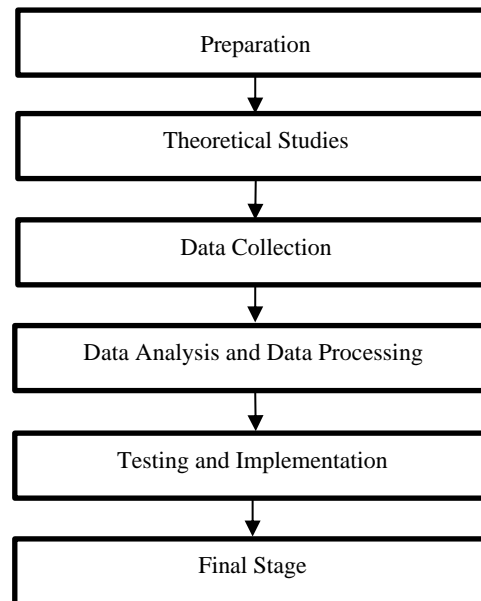 Preparation
Theoretical Studies
Data Collection
Data Analysis and Data Processing
Testing and Implementation
Final Stage